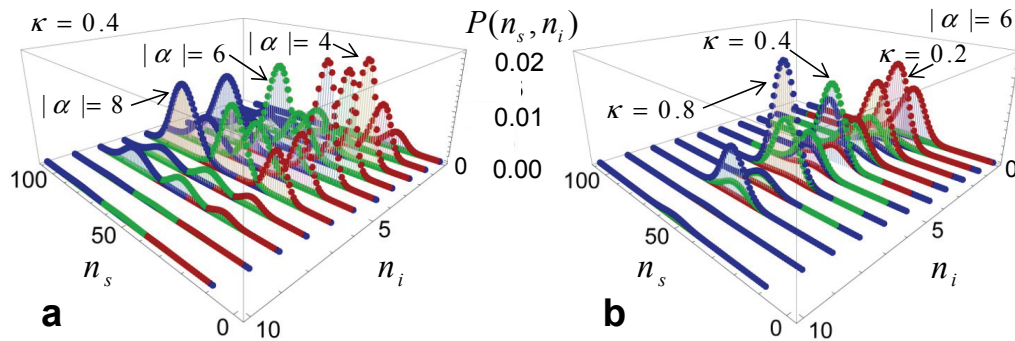 κ = 0.4
| α |= 8
| α |= 6
| α |= 4
100
50
0
n_s
10
5
0
n_i
a
P(n_s, n_i)
0.02
0.01
0.00
| α |= 6
κ = 0.8
κ = 0.4
κ = 0.2
100
50
0
n_s
10
5
0
n_i
b